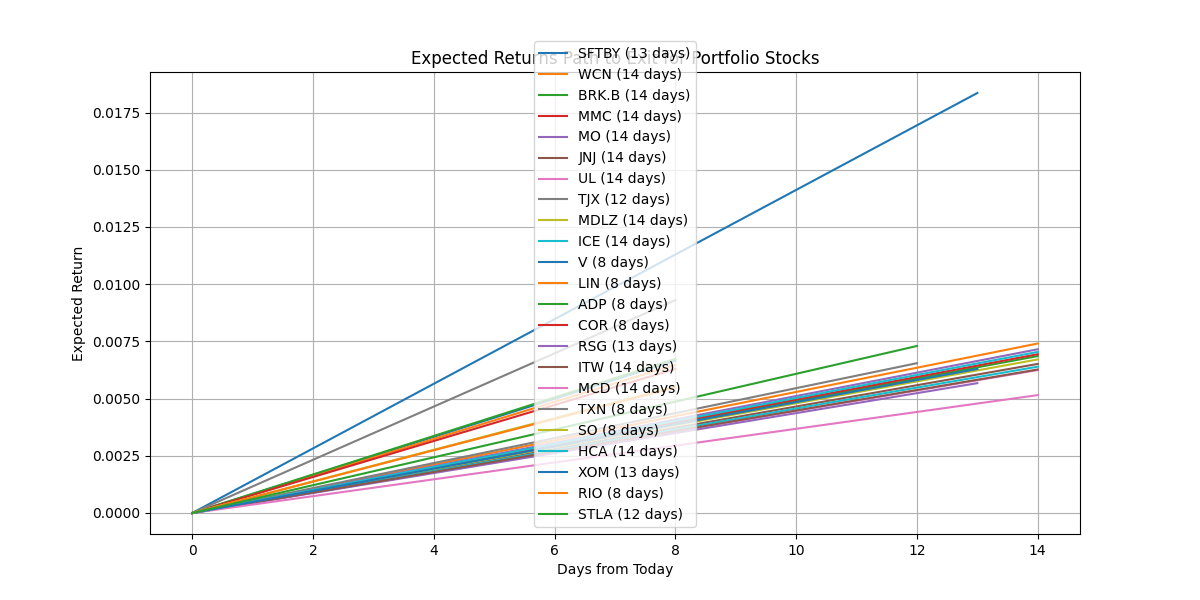 Expected Returns Path to Exit for Portfolio Stocks
SFTBY (13 days)
WCN (14 days)
BRK.B (14 days)
MMC (14 days)
MO (14 days)
JNJ (14 days)
UL (14 days)
TJX (12 days)
MDLZ (14 days)
ICE (14 days)
V (8 days)
LIN (8 days)
ADP (8 days)
COR (8 days)
RSG (13 days)
ITW (14 days)
MCD (14 days)
TXN (8 days)
SO (8 days)
HCA (14 days)
XOM (13 days)
RIO (8 days)
STLA (12 days)
Expected Return
0.0175
0.0150
0.0125
0.0100
0.0075
0.0050
0.0025
0.0000
0 2 4 6 8 10 12 14
Days from Today